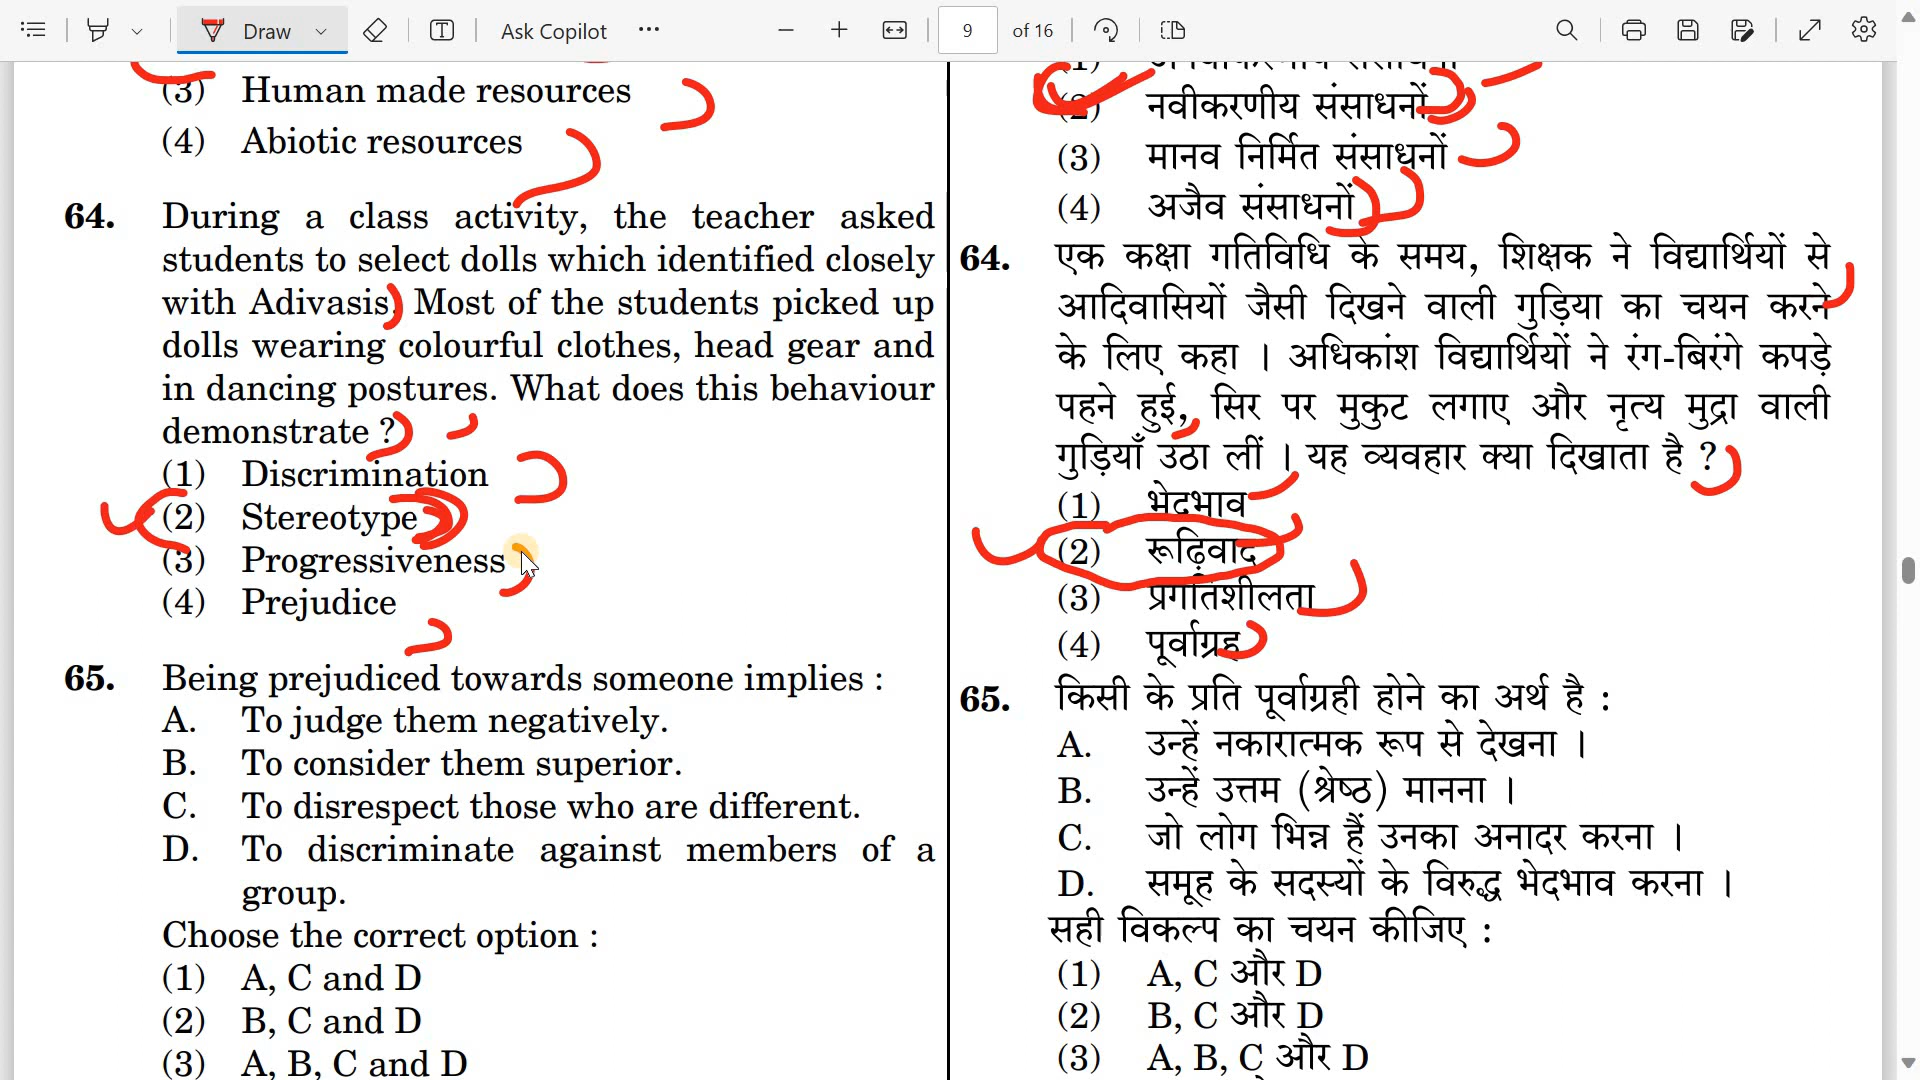 Draw
Ask Copilot
9
of 16
(3) Human made resources
(4) Abiotic resources
64. During a class activity, the teacher asked
students to select dolls which identified closely
with Adivasis. Most of the students picked up
dolls wearing colourful clothes, head gear and
in dancing postures. What does this behaviour
demonstrate ?
(1) Discrimination
(2) Stereotype
(3) Progressiveness
(4) Prejudice
65. Being prejudiced towards someone implies :
A. To judge them negatively.
B. To consider them superior.
C. To disrespect those who are different.
D. To discriminate against members of a
group.
Choose the correct option :
(1) A, C and D
(2) B, C and D
(3) A, B, C and D
(2) नवीकरणीय संसाधनों
(3) मानव निर्मित संसाधनों
(4) अजैव संसाधनों
64. एक कक्षा गतिविधि के समय, शिक्षक ने विद्यार्थियों से
आदिवासियों जैसी दिखने वाली गुड़िया का चयन करने
के लिए कहा । अधिकांश विद्यार्थियों ने रंग-बिरंगे कपड़े
पहने हुई, सिर पर मुकुट लगाए और नृत्य मुद्रा वाली
गुड़ियाँ उठा लीं । यह व्यवहार क्या दिखाता है ?
(1) भेदभाव
(2) रूढ़िवाद
(3) प्रगतिशीलता
(4) पूर्वाग्रह
65. किसी के प्रति पूर्वाग्रही होने का अर्थ है :
A. उन्हें नकारात्मक रूप से देखना ।
B. उन्हें उत्तम (श्रेष्ठ) मानना ।
C. जो लोग भिन्न हैं उनका अनादर करना ।
D. समूह के सदस्यों के विरुद्ध भेदभाव करना ।
सही विकल्प का चयन कीजिए :
(1) A, C और D
(2) B, C और D
(3) A, B, C और D